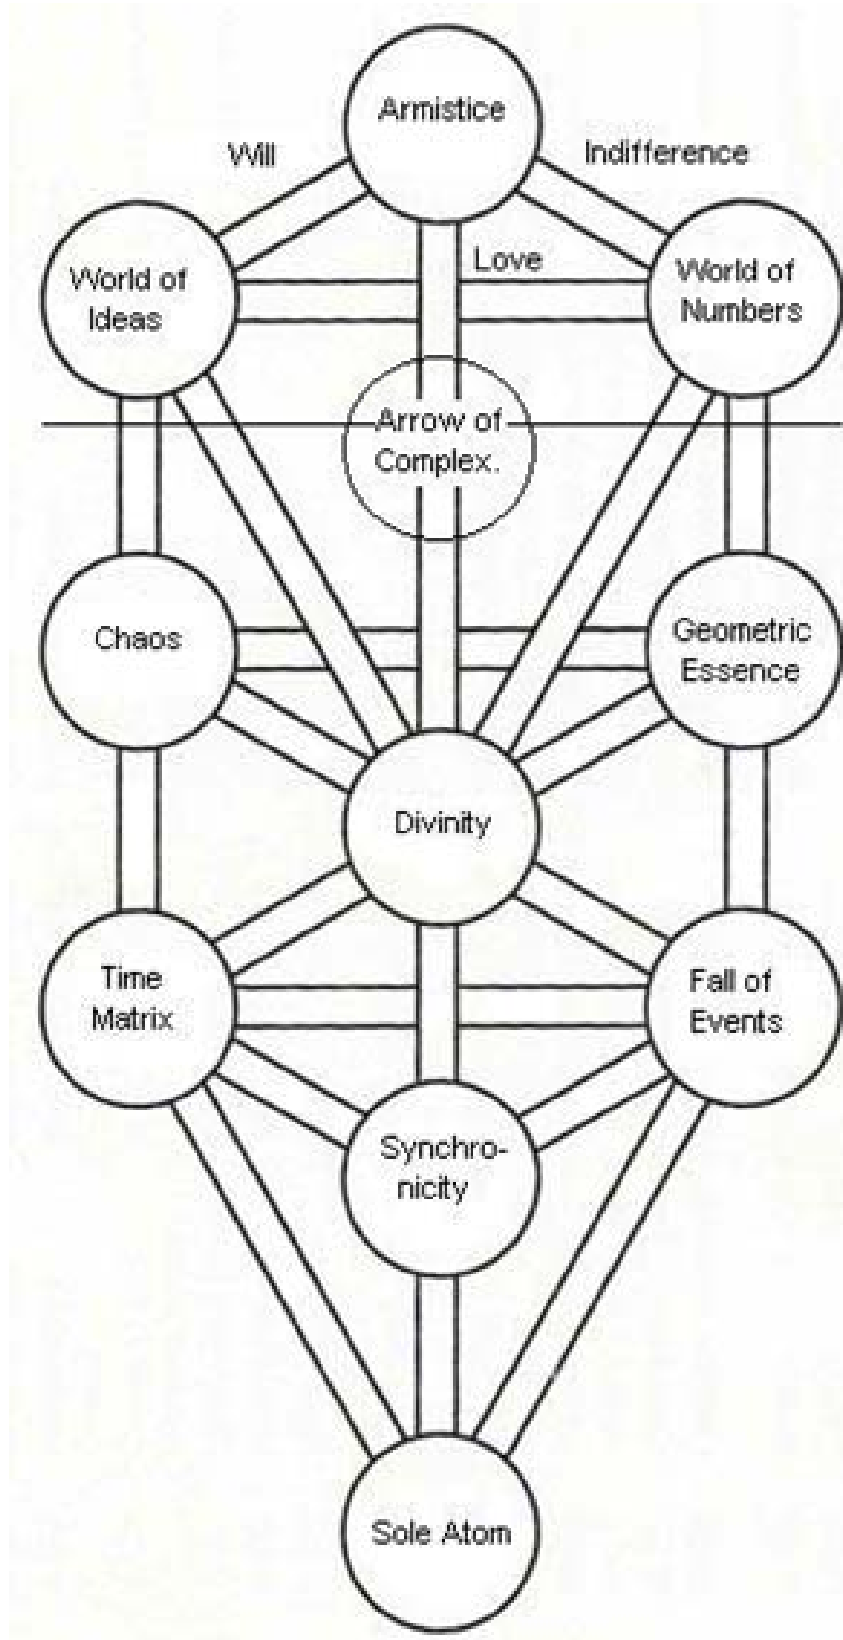 Armistice
Will
Indifference
Love
World of
Ideas
World of
Numbers
Arrow of
Complex.
Chaos
Geometric
Essence
Divinity
Time
Matrix
Fall of
Events
Synchro-
nicity
Sole Atom